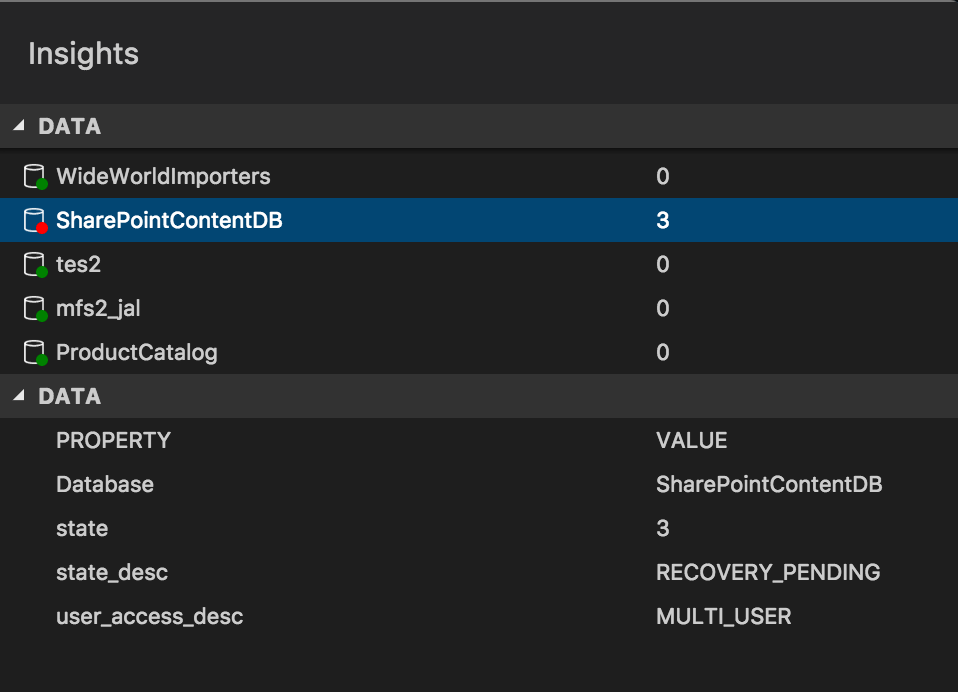 Insights
DATA
WideWorldImporters 0
SharePointContentDB 3
tes2 0
mfs2_jal 0
ProductCatalog 0
DATA
PROPERTY VALUE
Database SharePointContentDB
state 3
state_desc RECOVERY_PENDING
user_access_desc MULTI_USER